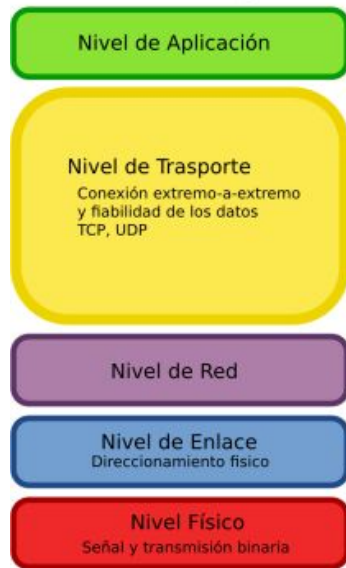 Nivel de Aplicación
Nivel de Trasporte
Conexión extremo-a-extremo
y fiabilidad de los datos
TCP, UDP
Nivel de Red
Nivel de Enlace
Direccionamiento fisico
Nivel Físico
Señal y transmisión binaria